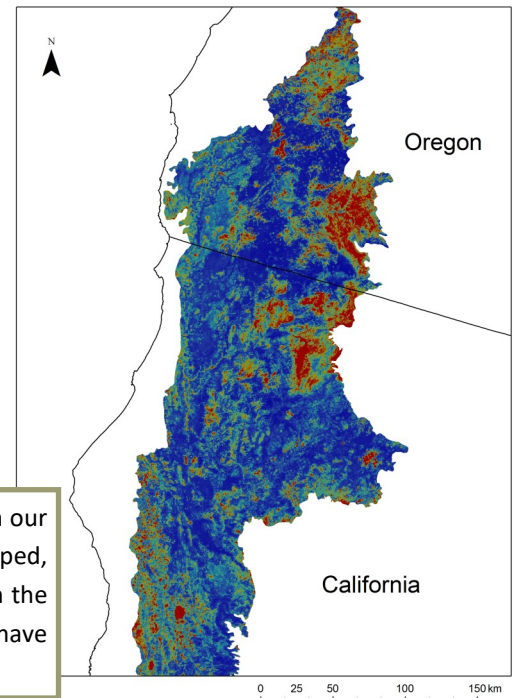 N
Oregon
n our
ped,
n the
have
California
0 25 50 100 150 km